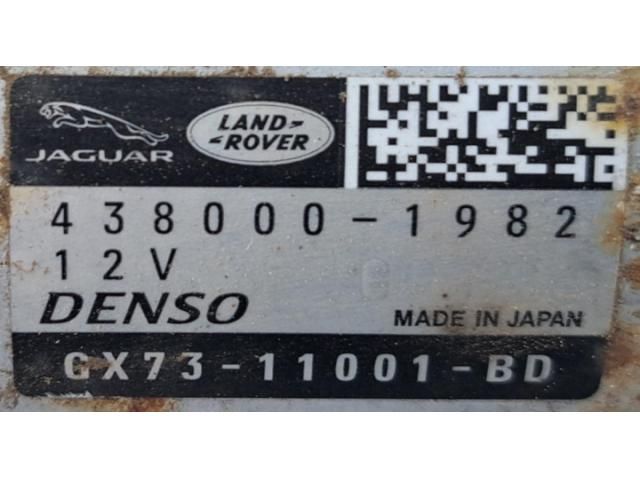 JAGUAR
LAND-
-ROVER
438000-1982
12V
DENSO
MADE IN JAPAN
GX73-11001-BD